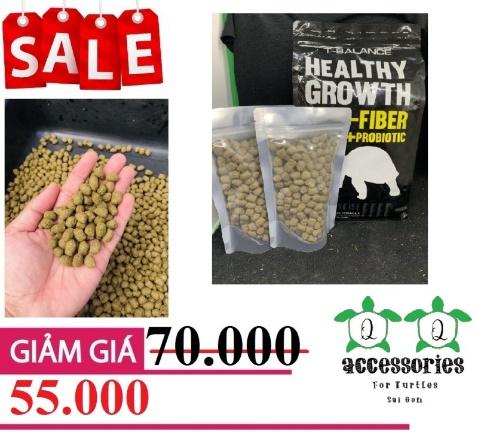 SALE
T-BALANCE
HEALTHY
GROWTH
-FIBER
+PROBIOTIC
GIẢM GIÁ 70.000
55.000
Q Q
accessories
For Turtles
Sai Gon